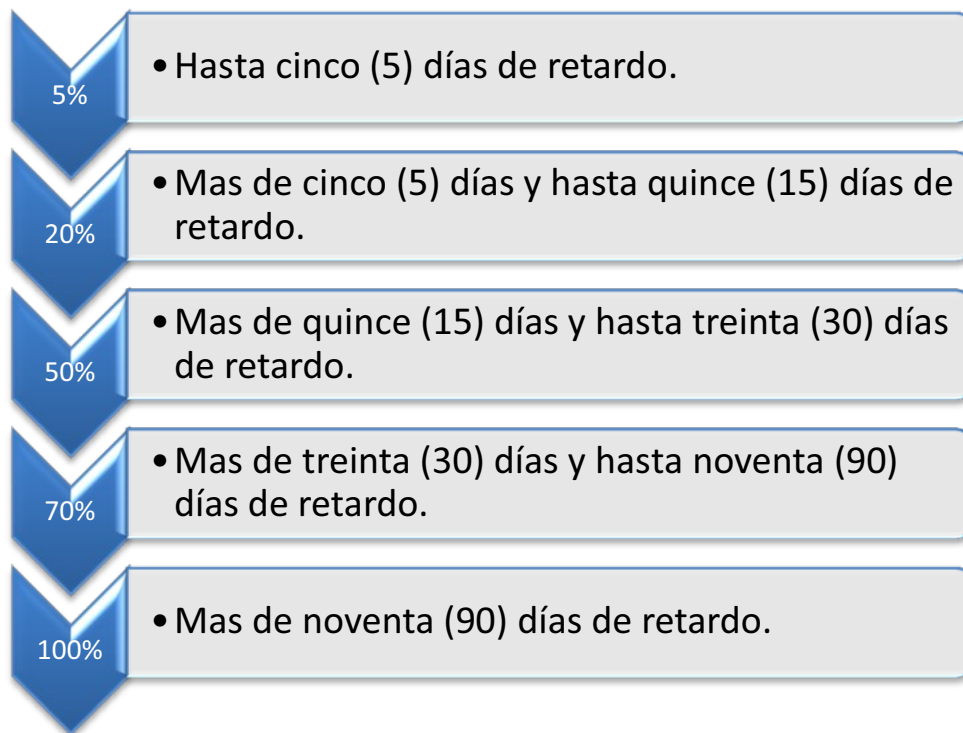 5%
•Hasta cinco (5) días de retardo.
20%
•Mas de cinco (5) días y hasta quince (15) días de
retardo.
50%
•Mas de quince (15) días y hasta treinta (30) días
de retardo.
70%
•Mas de treinta (30) días y hasta noventa (90)
días de retardo.
100%
•Mas de noventa (90) días de retardo.